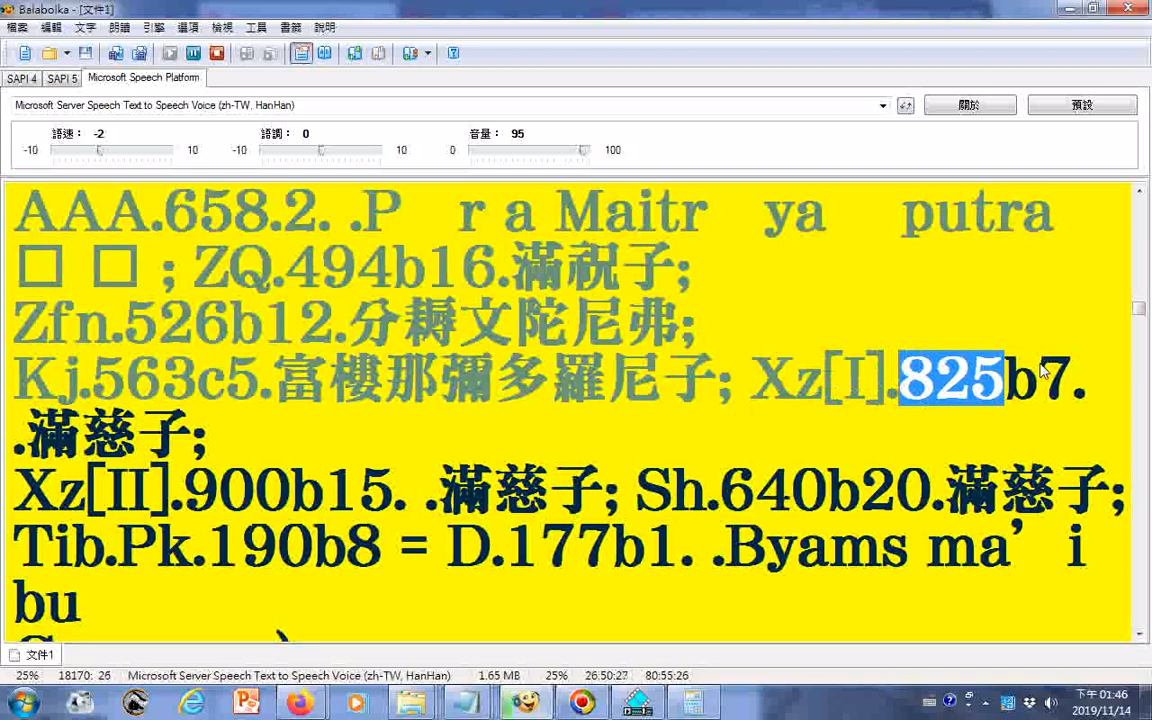 Balabolka - [文件1]
檔案 編輯 文字 朗讀 引擎 選項 檢視 工具 書籤 說明
SAPI 4 SAPI 5 Microsoft Speech Platform
Microsoft Server Speech Text to Speech Voice (zh-TW, HanHan) 關於 預設
語速： -2 語調： 0 音量： 95
-10 10 -10 10 0 100
AAA.658.2. .P r a Maitr ya putra
□ □ ; ZQ.494b16.滿祝子;
Zfn.526b12.分耨文陀尼弗;
Kj.563c5.富樓那彌多羅尼子; Xz[I].825b7.
.滿慈子;
Xz[II].900b15. .滿慈子; Sh.640b20.滿慈子;
Tib.Pk.190b8 = D.177b1. .Byams ma’ i
bu
文件1
25% 18170: 26 Microsoft Server Speech Text to Speech Voice (zh-TW, HanHan) 1.65 MB 25% 26:50:27 80:55:26
下午 01:46
2019/11/14